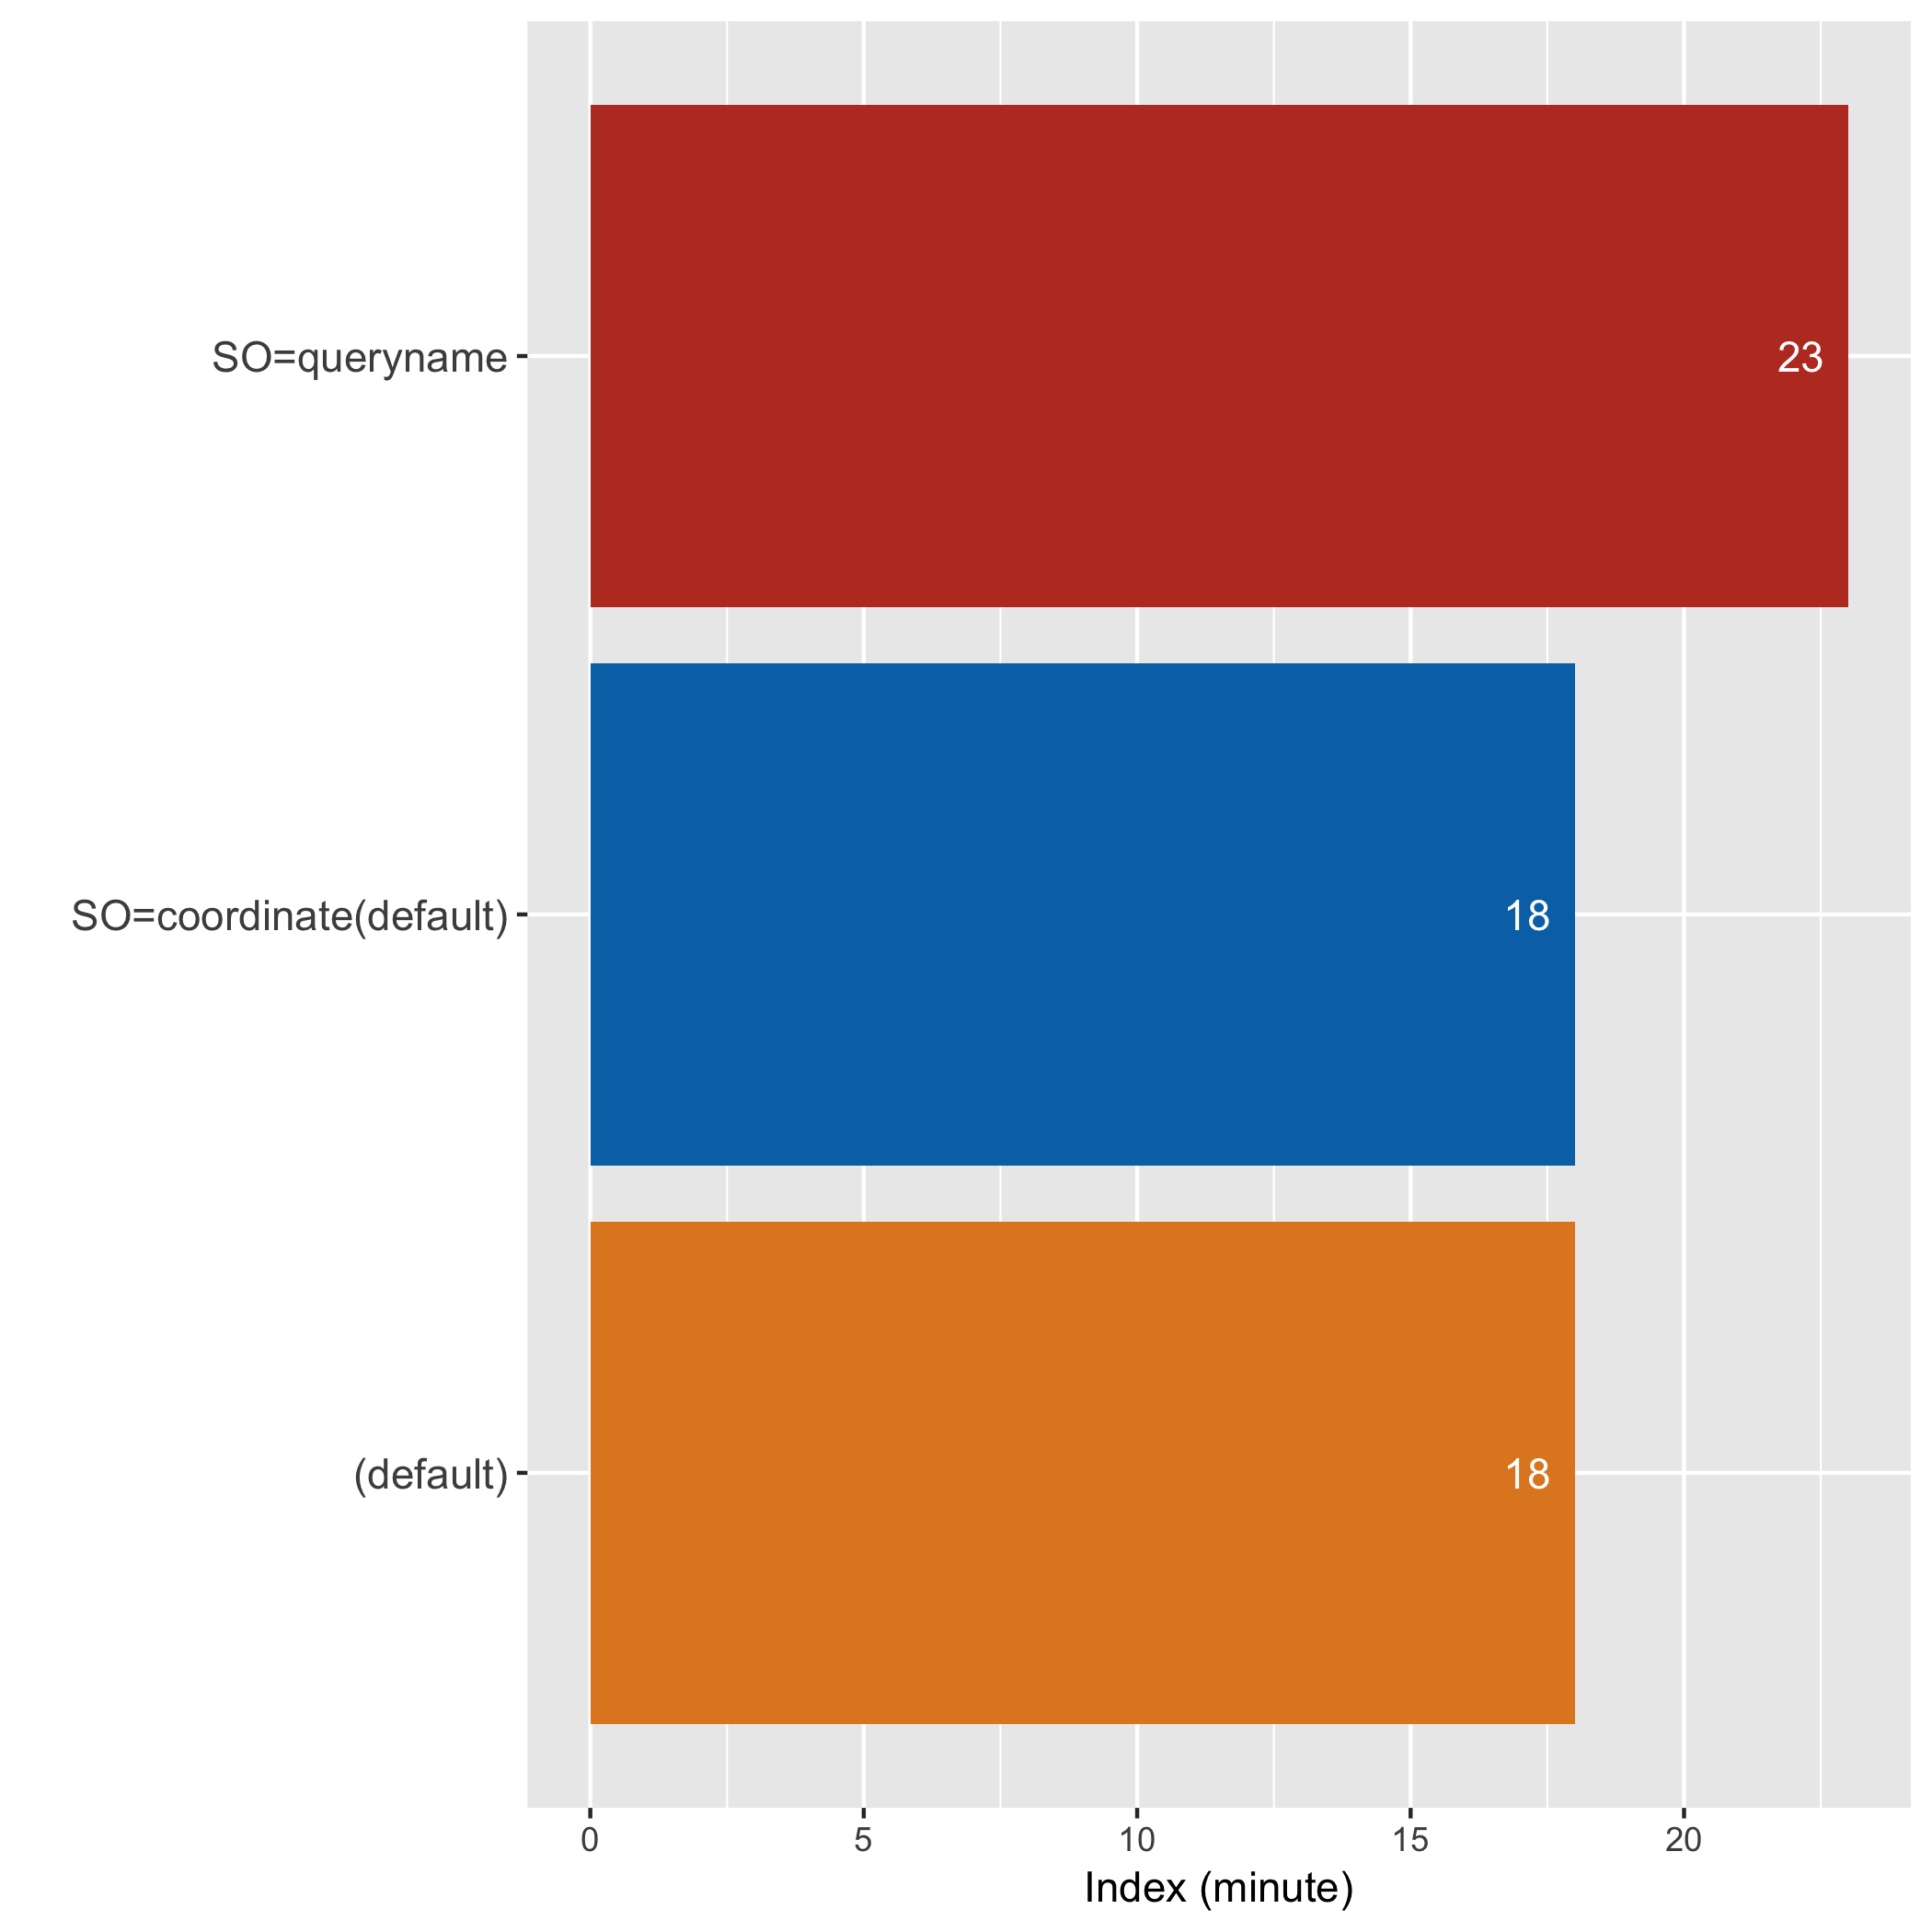 SO=queryname
23
SO=coordinate(default)
18
(default)
18
0 5 10 15 20
Index (minute)